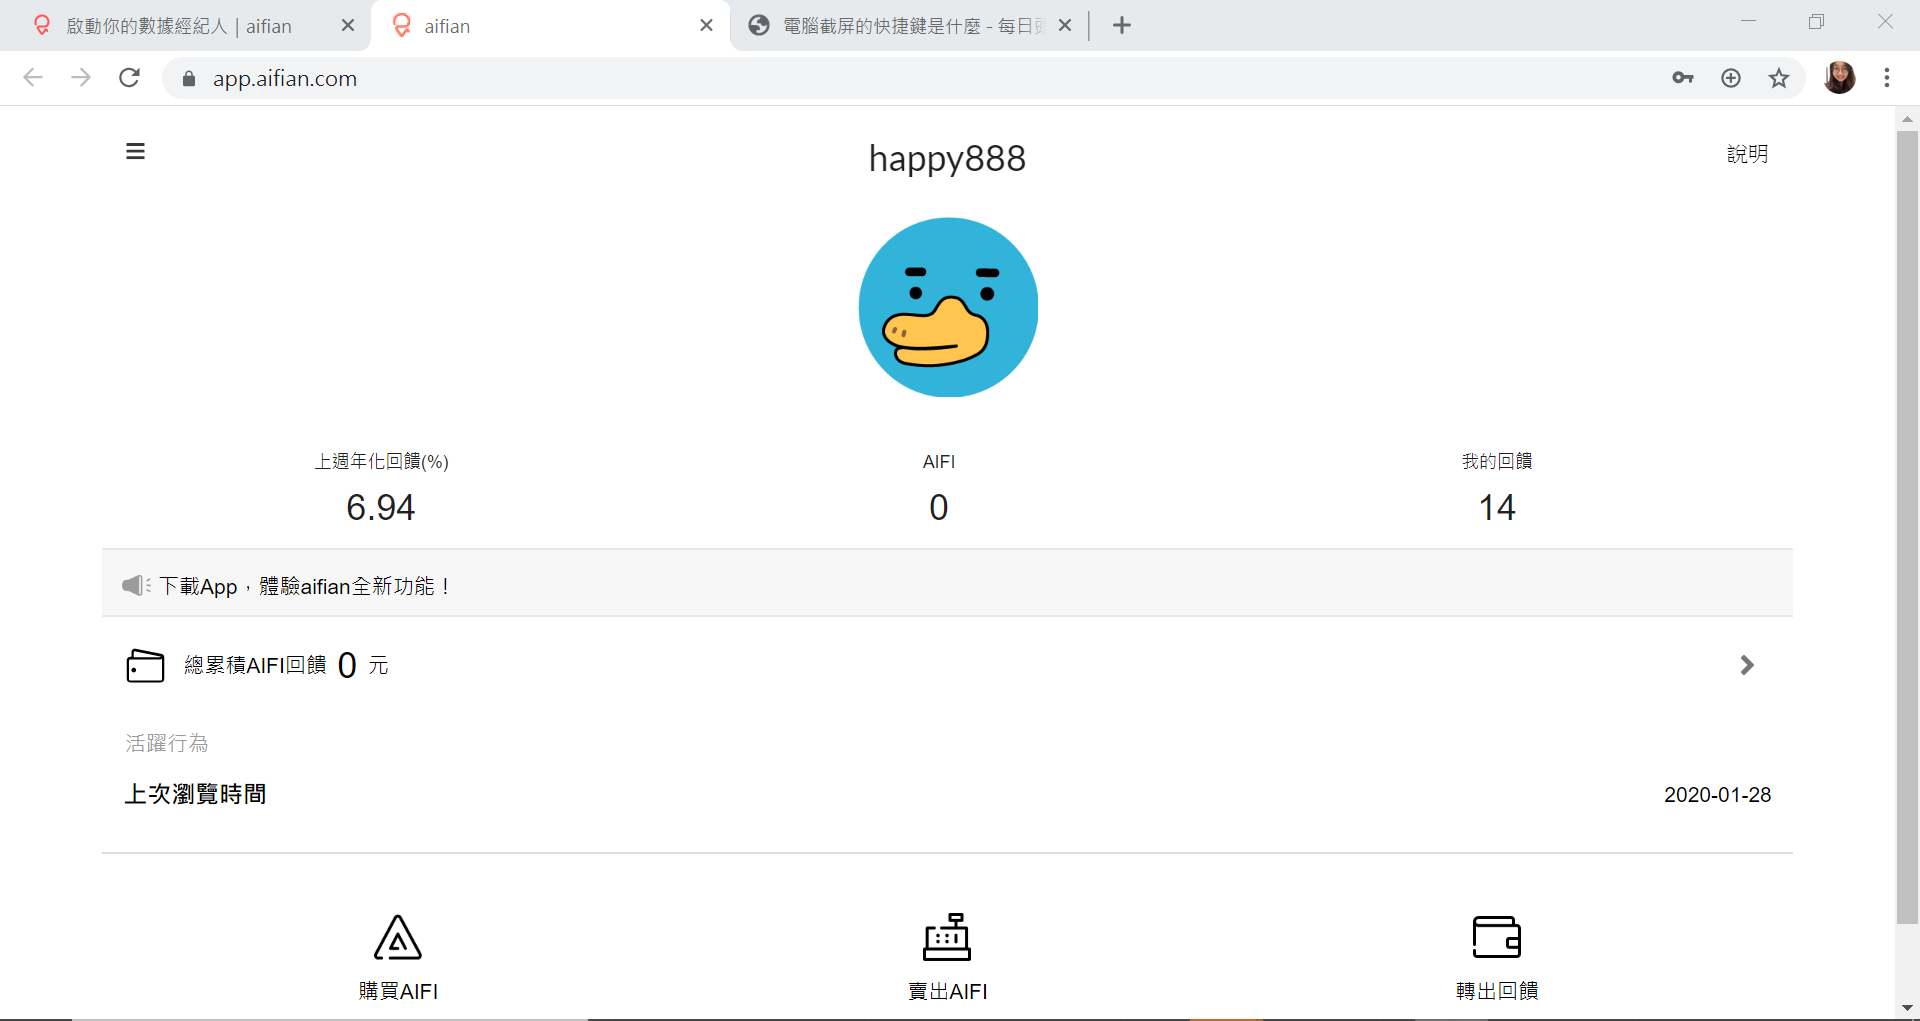 啟動你的數據經紀人 | aifian
aifian
電腦截屏的快捷鍵是什麼 - 每日
app.aifian.com
happy888
說明
上週年化回饋(%)
AIFI
我的回饋
6.94
0
14
下載App，體驗aifian全新功能！
總累積AIFI回饋 0 元
活躍行為
上次瀏覽時間
2020-01-28
購買AIFI
賣出AIFI
轉出回饋